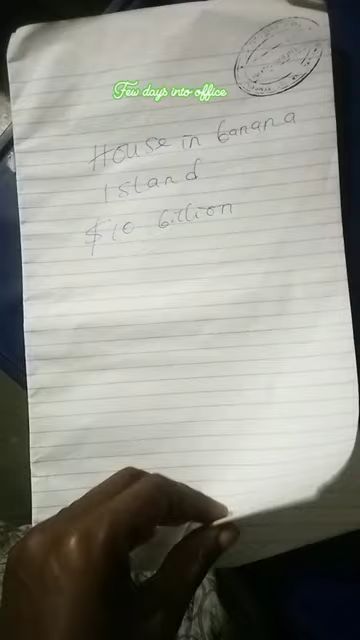 Few days into office
House in banana
Island
$10 billion